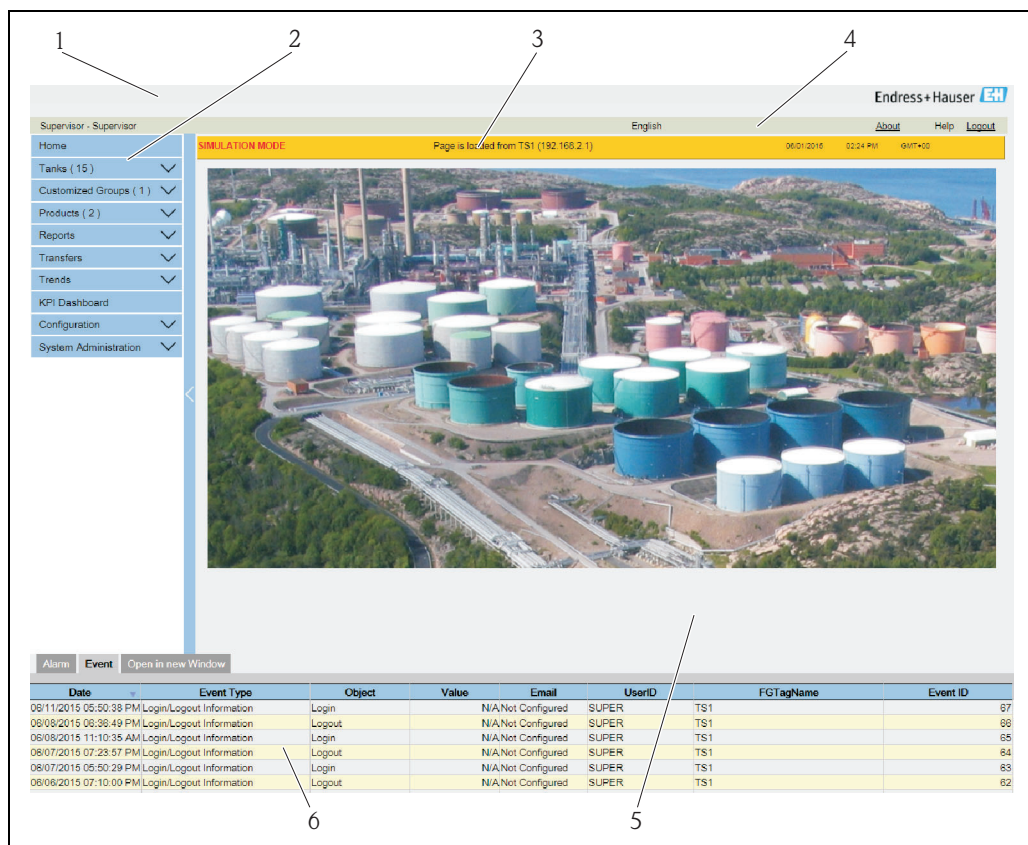 1
2
3
4
Endress+Hauser EH
Supervisor - Supervisor English About Help Logout
Home
SIMULATION MODE Page is loaded from TS1 (192.168.2.1) 06/01/2015 02:24 PM GMT+00
Tanks ( 15 )
Customized Groups ( 1 )
Products ( 2 )
Reports
Transfers
Trends
KPI Dashboard
Configuration
System Administration
Alarm Event Open in new Window
Date Event Type Object Value Email UserID FGTagName Event ID
06/11/2015 05:50:38 PM Login/Logout Information Login N/A Not Configured SUPER TS1 67
06/08/2015 06:36:49 PM Login/Logout Information Logout N/A Not Configured SUPER TS1 66
06/08/2015 11:10:35 AM Login/Logout Information Login N/A Not Configured SUPER TS1 65
06/07/2015 07:23:57 PM Login/Logout Information Logout N/A Not Configured SUPER TS1 64
06/07/2015 05:50:29 PM Login/Logout Information Login N/A Not Configured SUPER TS1 63
06/06/2015 07:10:00 PM Login/Logout Information Logout N/A Not Configured SUPER TS1 62
6
5